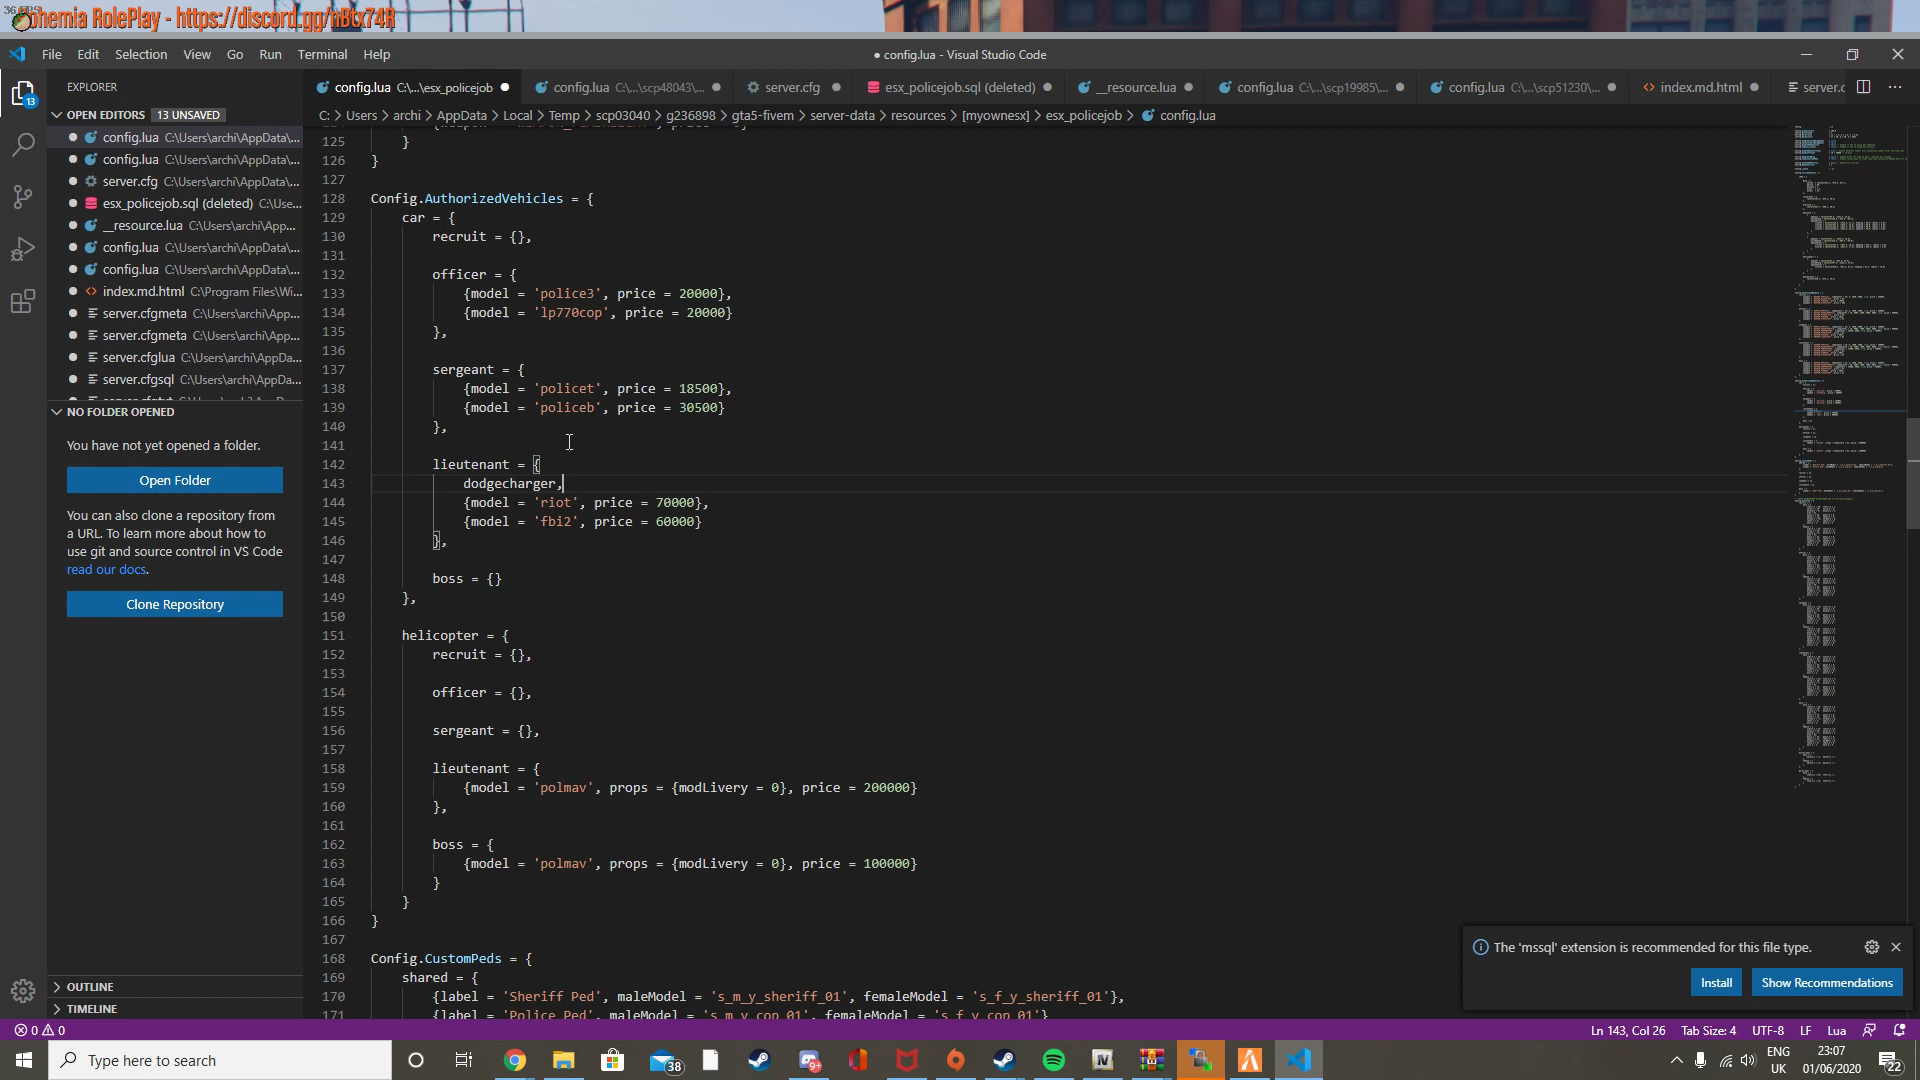 ohemia RolePlay - https://discord.gg/nBtx74R
File Edit Selection View Go Run Terminal Help
● config.lua - Visual Studio Code
EXPLORER
config.lua C:\...\esx_policejob
config.lua C:\...\scp48043\...
server.cfg
esx_policejob.sql (deleted)
__resource.lua
config.lua C:\...\scp19985\...
config.lua C:\...\scp51230\...
index.md.html
server.c
OPEN EDITORS 13 UNSAVED
13
C: > Users > archi > AppData > Local > Temp > scp03040 > g236898 > gta5-fivem > server-data > resources > [myownesx] > esx_policejob > config.lua
config.lua C:\Users\archi\AppData\...
config.lua C:\Users\archi\AppData\...
server.cfg C:\Users\archi\AppData\...
esx_policejob.sql (deleted) C:\Use...
__resource.lua C:\Users\archi\App...
config.lua C:\Users\archi\AppData\...
config.lua C:\Users\archi\AppData\...
index.md.html C:\Program Files\Wi...
server.cfgmeta C:\Users\archi\App...
server.cfgmeta C:\Users\archi\App...
server.cfglua C:\Users\archi\AppDa...
server.cfgsql C:\Users\archi\AppDa...
NO FOLDER OPENED
You have not yet opened a folder.
Open Folder
You can also clone a repository from
a URL. To learn more about how to
use git and source control in VS Code
read our docs.
Clone Repository
OUTLINE
TIMELINE
125 }
126 }
127
128 Config.AuthorizedVehicles = {
129 car = {
130 recruit = {},
131
132 officer = {
133 {model = 'police3', price = 20000},
134 {model = 'lp770cop', price = 20000}
135 },
136
137 sergeant = {
138 {model = 'policet', price = 18500},
139 {model = 'policeb', price = 30500}
140 },
141
142 lieutenant = {
143 dodgecharger,
144 {model = 'riot', price = 70000},
145 {model = 'fbi2', price = 60000}
146 },
147
148 boss = {}
149 },
150
151 helicopter = {
152 recruit = {},
153
154 officer = {},
155
156 sergeant = {},
157
158 lieutenant = {
159 {model = 'polmav', props = {modLivery = 0}, price = 200000}
160 },
161
162 boss = {
163 {model = 'polmav', props = {modLivery = 0}, price = 100000}
164 }
165 }
166 }
167
168 Config.CustomPeds = {
169 shared = {
170 {label = 'Sheriff Ped', maleModel = 's_m_y_sheriff_01', femaleModel = 's_f_y_sheriff_01'},
171 {label = 'Police Ped', maleModel = 's_m_y_cop_01', femaleModel = 's_f_y_cop_01'}
The 'mssql' extension is recommended for this file type.
Install
Show Recommendations
0 0
Ln 143, Col 26 Tab Size: 4 UTF-8 LF Lua
Type here to search
38
9+
ENG
UK
23:07
01/06/2020
22